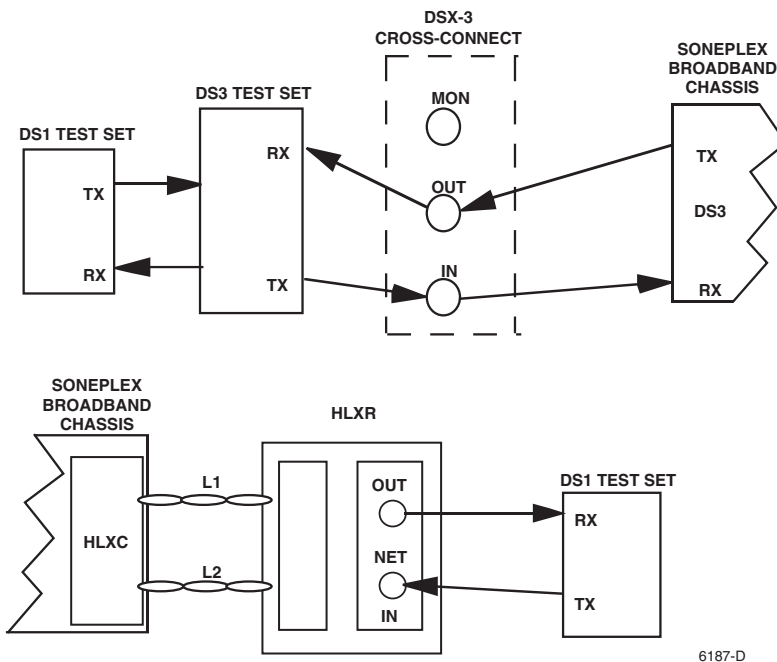 DSX-3
CROSS-CONNECT
SONEPLEX
BROADBAND
CHASSIS
DS3 TEST SET
DS1 TEST SET
MON
RX
TX
OUT
TX
DS3
RX
TX
IN
RX
SONEPLEX
BROADBAND
CHASSIS
HLXR
L1
OUT
DS1 TEST SET
RX
HLXC
L2
NET
IN
TX
6187-D